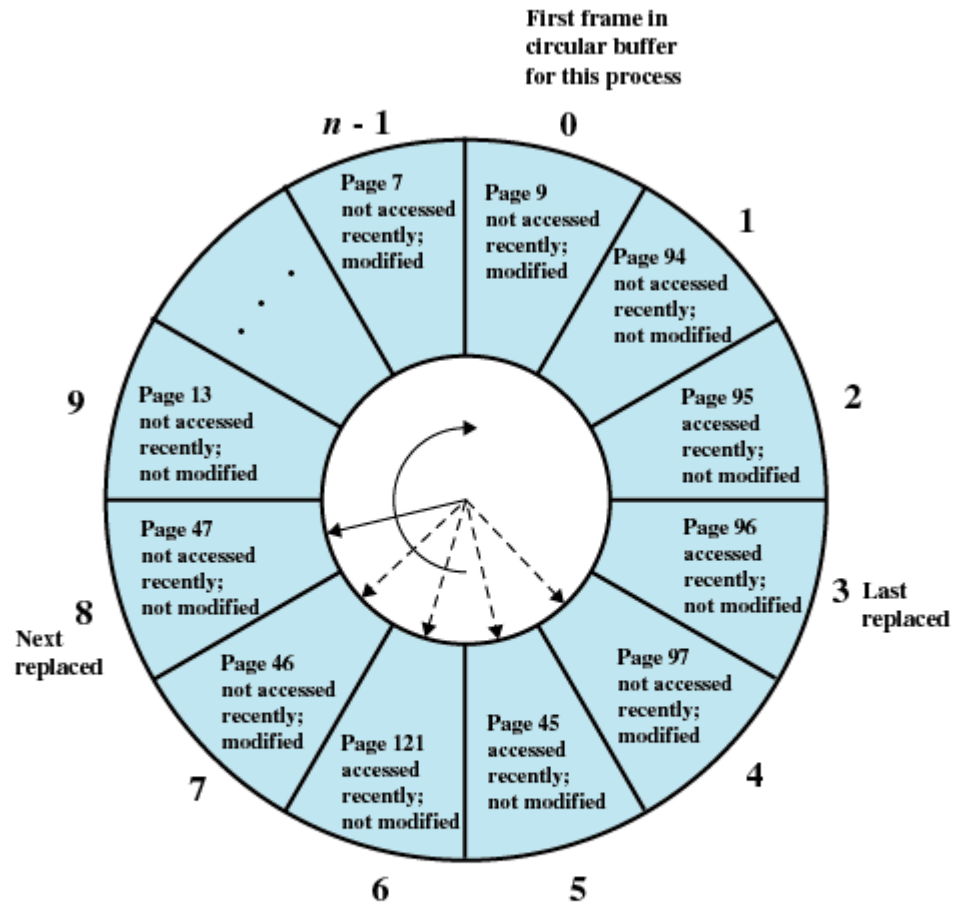 First frame in
circular buffer
for this process
n - 1
0
Page 7
not accessed
recently;
modified
Page 9
not accessed
recently;
modified
1
Page 94
not accessed
recently;
not modified
2
Page 95
accessed
recently;
not modified
3
Last
replaced
Page 96
accessed
recently;
not modified
4
Page 97
not accessed
recently;
modified
5
Page 45
accessed
recently;
not modified
6
Page 121
accessed
recently;
not modified
7
Page 46
not accessed
recently;
modified
8
Next
replaced
Page 47
not accessed
recently;
not modified
9
Page 13
not accessed
recently;
not modified